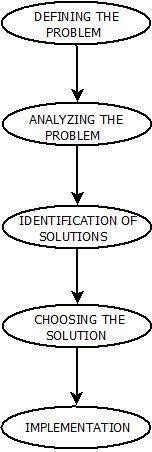 DEFINING THE
PROBLEM
ANALYZING THE
PROBLEM
IDENTIFICATION OF
SOLUTIONS
CHOOSING THE
SOLUTION
IMPLEMENTATION